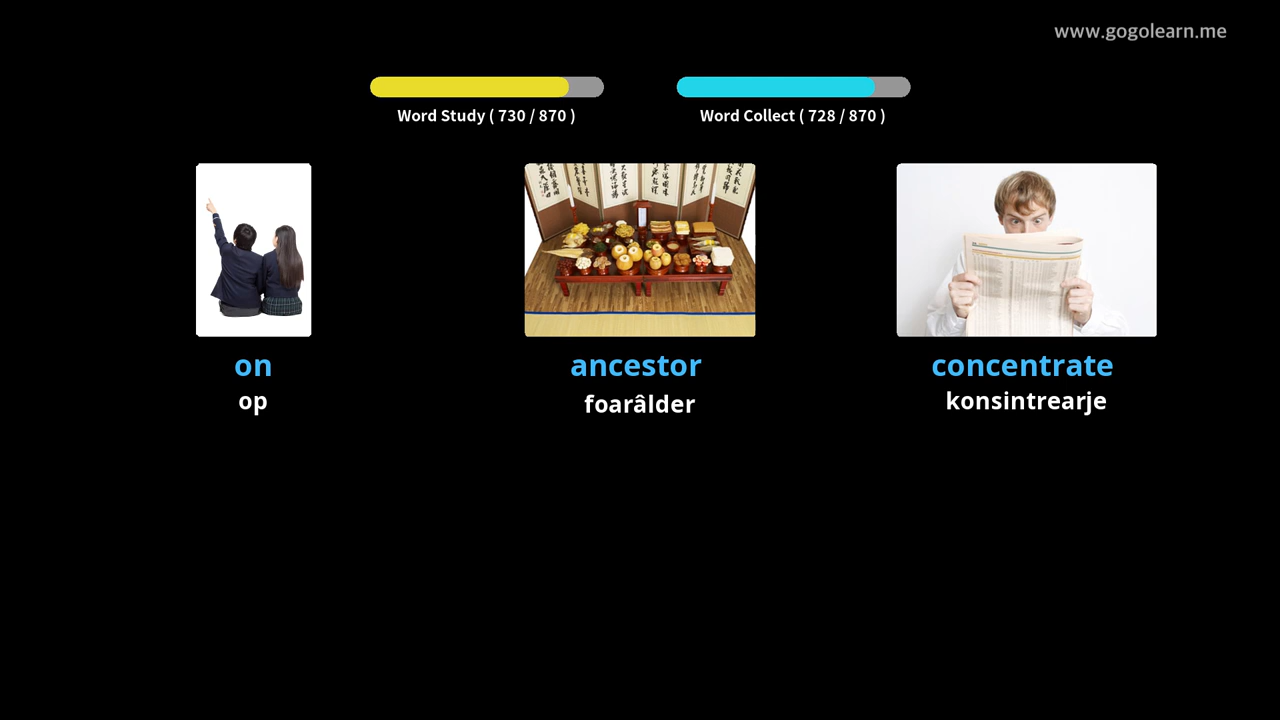 www.gogolearn.me
Word Study ( 730 / 870 )
Word Collect ( 728 / 870 )
on
op
ancestor
foarâlder
concentrate
konsintrearje